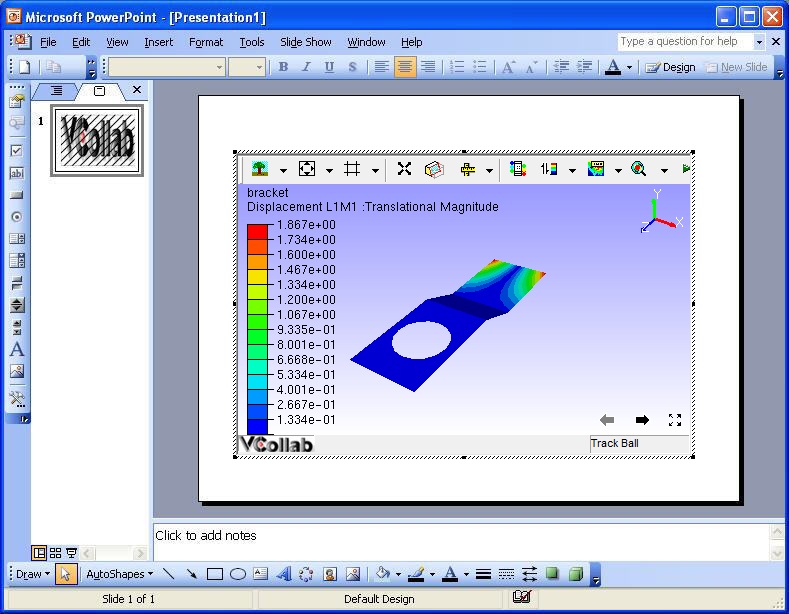 Microsoft PowerPoint - [Presentation1]
File Edit View Insert Format Tools Slide Show Window Help Type a question for help
B I U S A A A Design New Slide
1
VCollab
ab
A
bracket
Displacement L1M1 :Translational Magnitude
Y
X
Z
1.867e+00
1.734e+00
1.600e+00
1.467e+00
1.334e+00
1.200e+00
1.067e+00
9.335e-01
8.001e-01
6.668e-01
5.334e-01
4.001e-01
2.667e-01
1.334e-01
VCollab
Track Ball
Click to add notes
Draw AutoShapes A A
Slide 1 of 1 Default Design